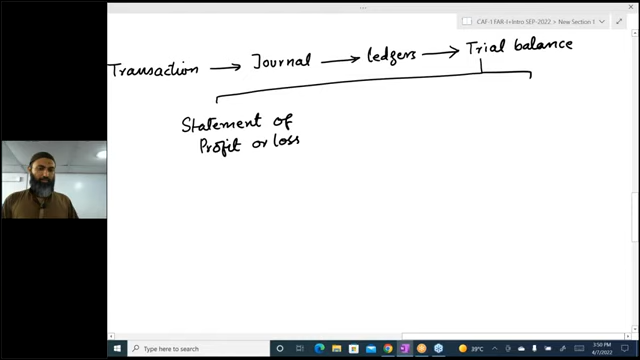 CAF-1 FAR-I+Intro SEP-2022 > New Section 1
Transaction → Journal → ledgers → Trial balance
Statement of
Profit or loss
Type here to search
39°C
3:50 PM
4/7/2022